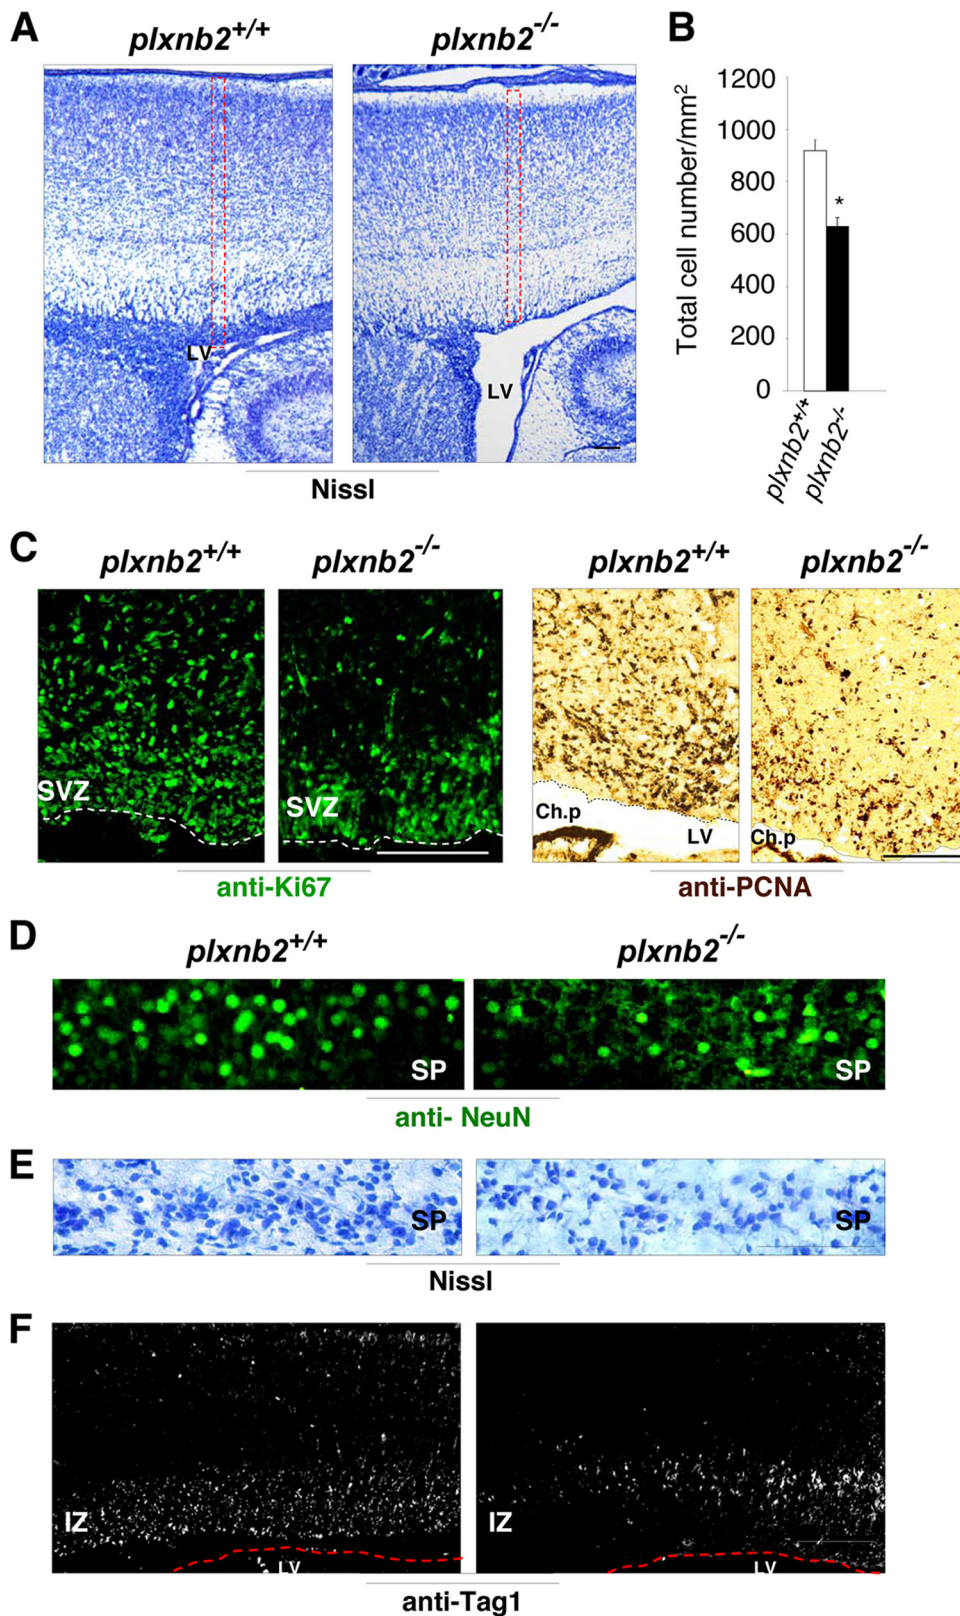 A
plxnb2+/+
plxnb2-/-
LV
LV
Nissl
B
Total cell number/mm2
1200
1000
800
600
400
200
0
*
plxnb2+/+
plxnb2-/-
C
plxnb2+/+
plxnb2-/-
plxnb2+/+
plxnb2-/-
SVZ
SVZ
Ch.p
LV
Ch.p
anti-Ki67
anti-PCNA
D
plxnb2+/+
plxnb2-/-
SP
SP
anti- NeuN
E
SP
SP
Nissl
F
IZ
IZ
LV
LV
anti-Tag1